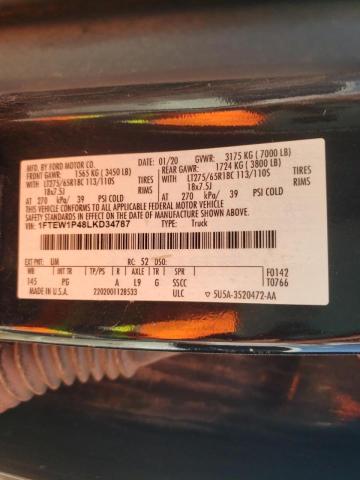 MFD. BY FORD MOTOR CO. 01/20 GVWR: 3175 KG ( 7000 LB)
FRONT GAWR: 1565 KG ( 3450 LB) REAR GAWR: 1724 KG ( 3800 LB)
WITH LT275/65R18C 113/110S TIRES WITH LT275/65R18C 113/110S TIRES
18x7.5J RIMS 18x7.5J RIMS
AT 270 kPa/ 39 PSI COLD AT 270 kPa/ 39 PSI COLD
THIS VEHICLE CONFORMS TO ALL APPLICABLE FEDERAL MOTOR VEHICLE
SAFETY STANDARDS IN EFFECT ON THE DATE OF MANUFACTURE SHOWN ABOVE.
VIN: 1FTEW1P48LKD34787 Type: Truck
EXT PNT: UM RC: 52 DSO:
WB INT TR TP/PS R AXLE TR SPR F0142
145 PG A L9 G SSCC T0766
MADE IN U.S.A. 2202001128533 ULC 5U5A-3520472-AA